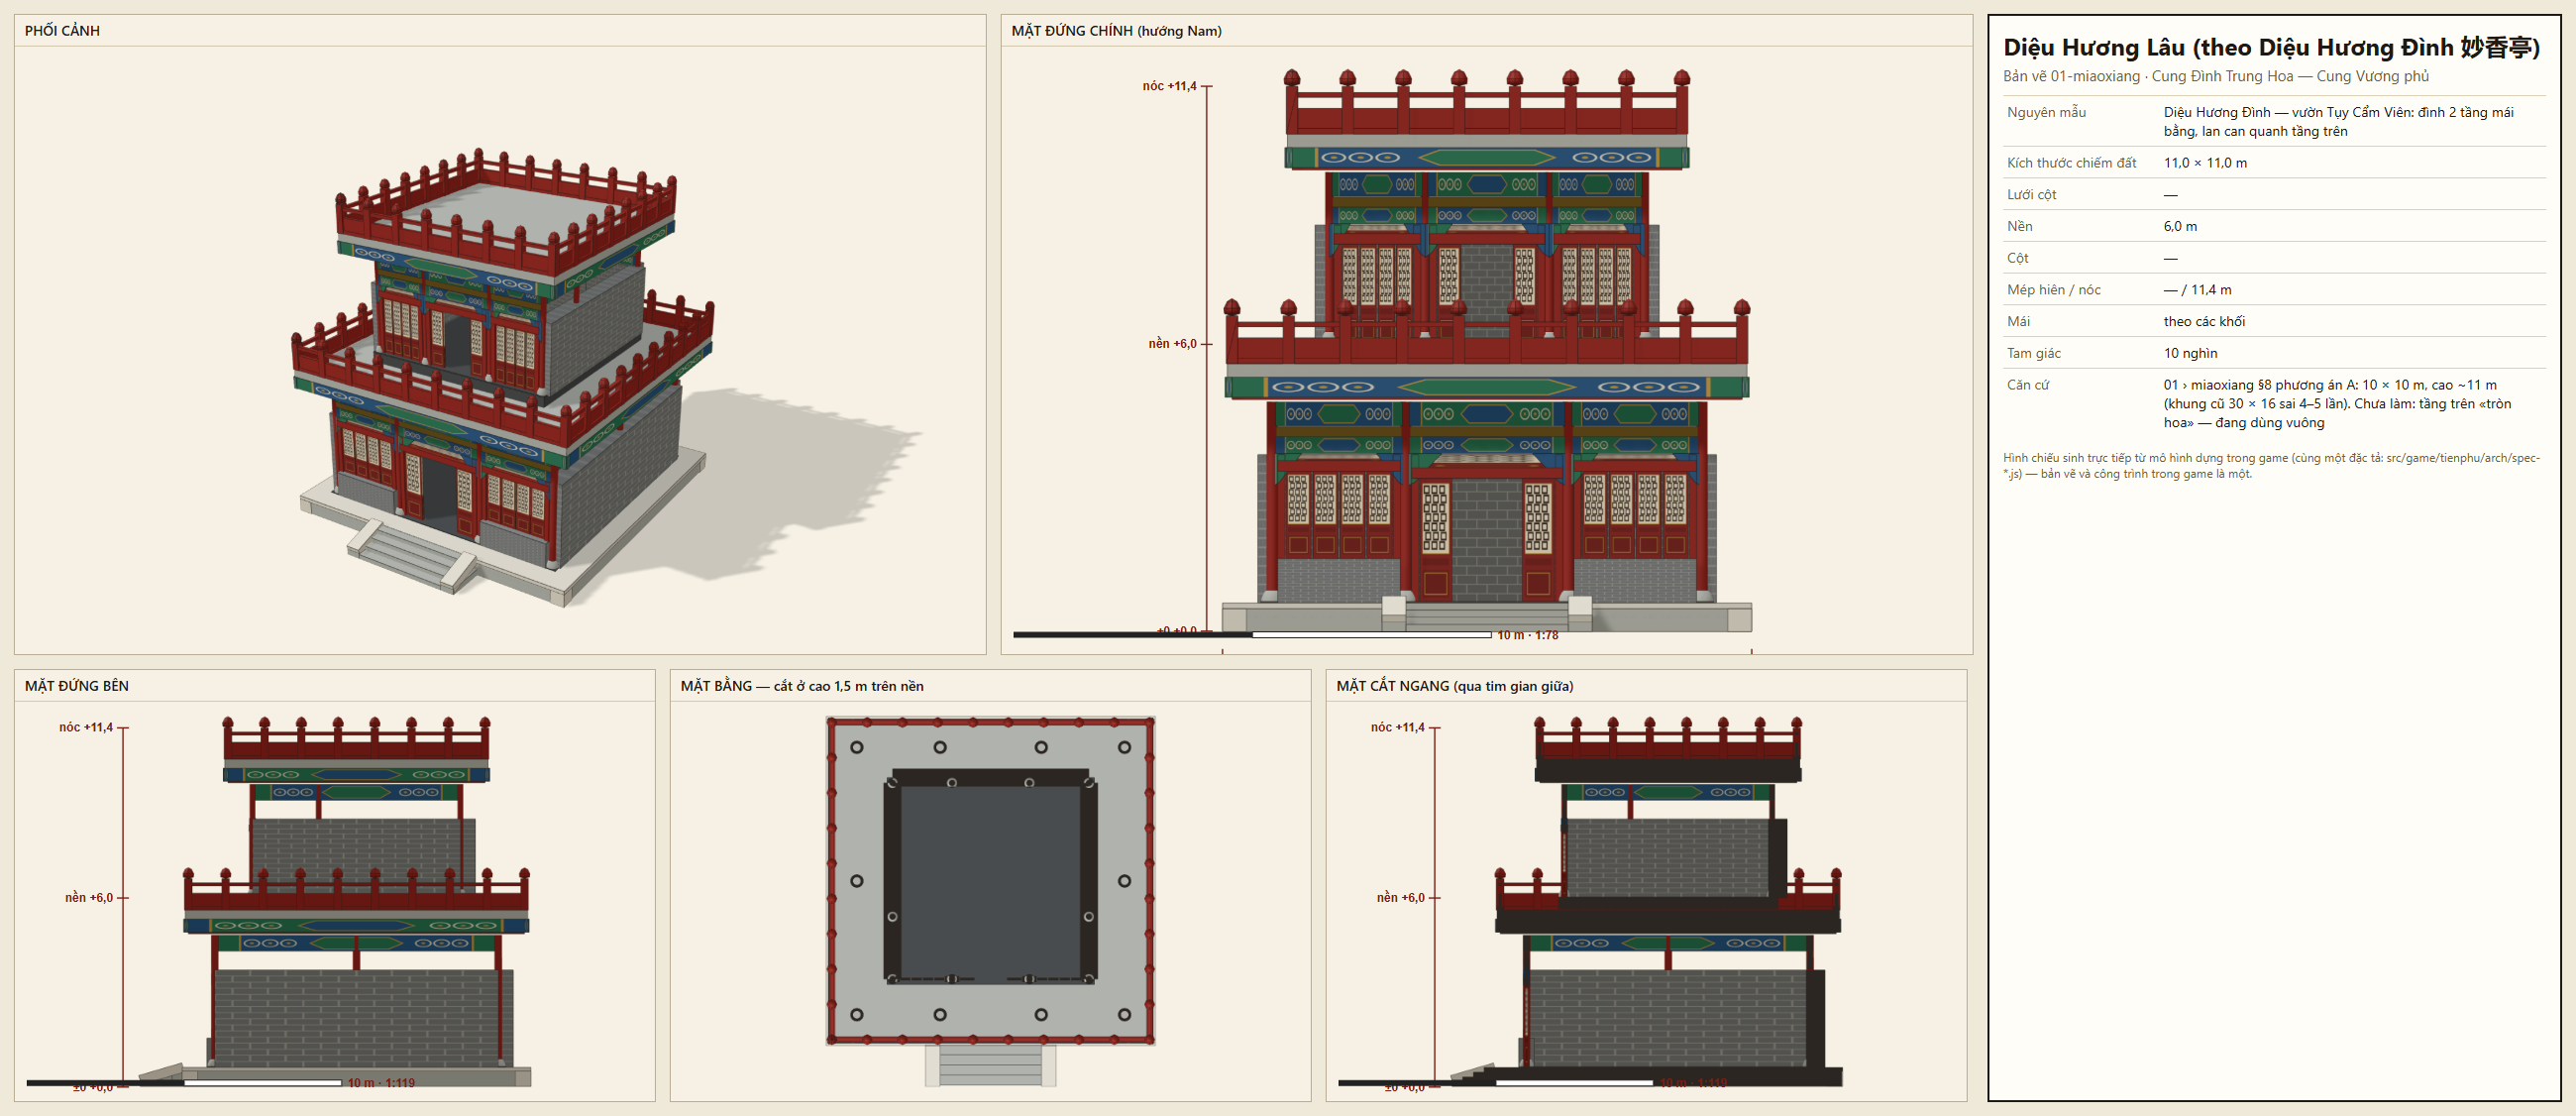 PHỐI CẢNH
MẶT ĐỨNG CHÍNH (hướng Nam)
nóc +11,4
nền +6,0
±0 +0,0
10 m · 1:78
MẶT ĐỨNG BÊN
nóc +11,4
nền +6,0
±0 +0,0
10 m · 1:119
MẶT BẰNG — cắt ở cao 1,5 m trên nền
MẶT CẮT NGANG (qua tim gian giữa)
nóc +11,4
nền +6,0
±0 +0,0
10 m · 1:119
Diệu Hương Lâu (theo Diệu Hương Đình 妙香亭)
Bản vẽ 01-miaoxiang · Cung Đình Trung Hoa — Cung Vương phủ
Nguyên mẫu Diệu Hương Đình — vườn Tụy Cẩm Viên: đình 2 tầng mái
bằng, lan can quanh tầng trên
Kích thước chiếm đất 11,0 × 11,0 m
Lưới cột —
Nền 6,0 m
Cột —
Mép hiên / nóc — / 11,4 m
Mái theo các khối
Tam giác 10 nghìn
Căn cứ 01 › miaoxiang §8 phương án A: 10 × 10 m, cao ~11 m
(khung cũ 30 × 16 sai 4–5 lần). Chưa làm: tầng trên «tròn
hoa» — đang dùng vuông
Hình chiếu sinh trực tiếp từ mô hình dựng trong game (cùng một đặc tả: src/game/tienphu/arch/spec-
*.js) — bản vẽ và công trình trong game là một.